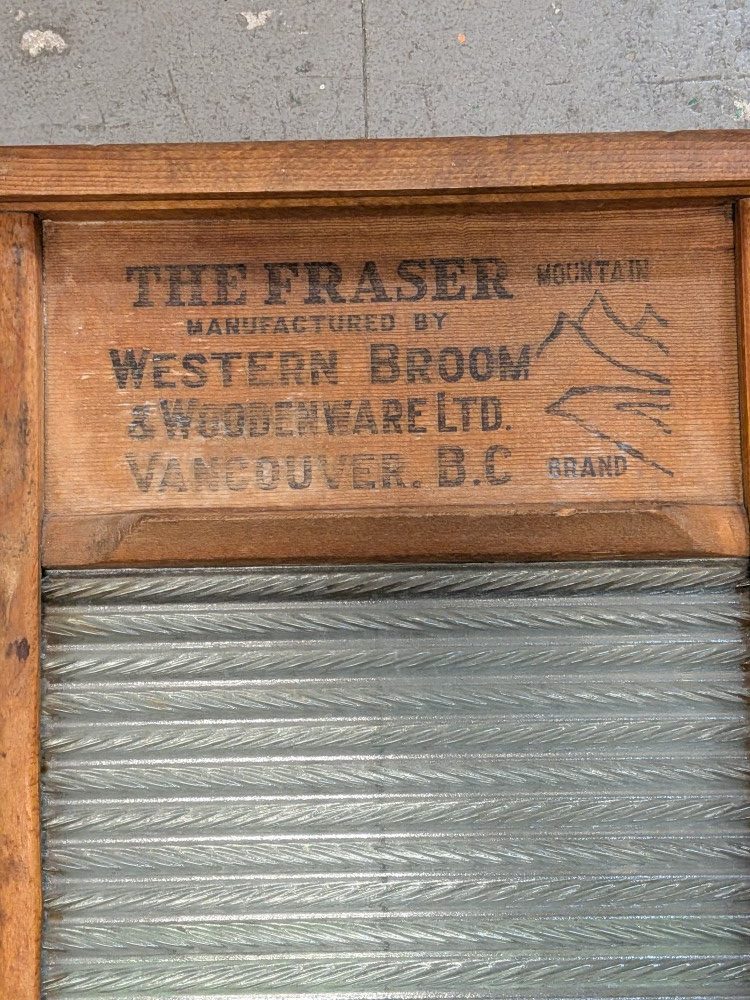 THE FRASER
MANUFACTURED BY
WESTERN BROOM
& WOODENWARE LTD.
VANCOUVER. B.C
MOUNTAIN
BRAND